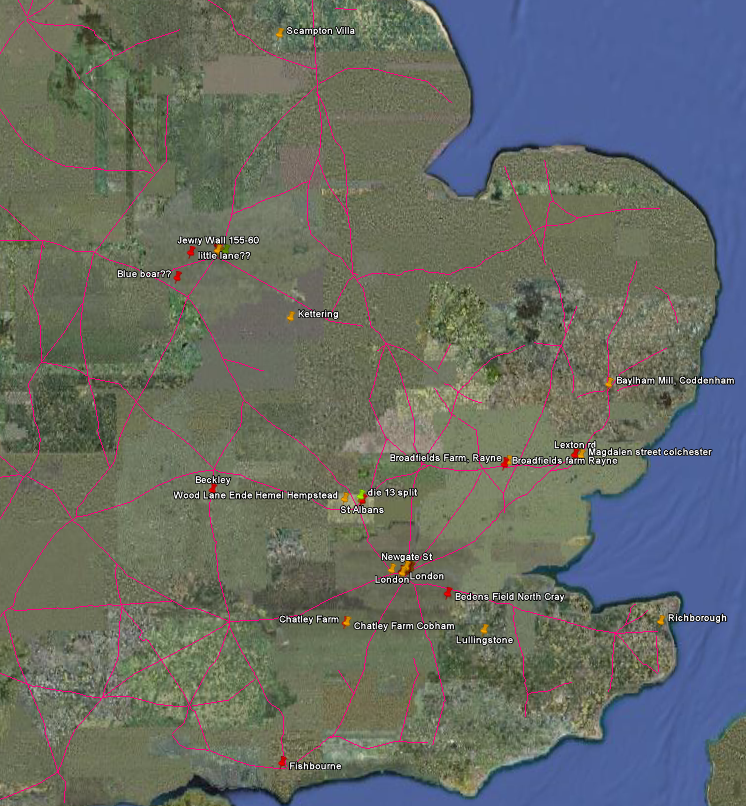 Scampton Villa
Jewry Wall 155-60
little lane??
Blue boar??
Kettering
Baylham Mill, Coddenham
Lexton rd
Magdalen street colchester
Broadfields Farm, Rayne
Broadfields farm Rayne
Beckley
Wood Lane Ende Hemel Hempstead
die 13 split
St Albans
Newgate St
London
London
Bedens Field North Cray
Chatley Farm
Chatley Farm Cobham
Lullingstone
Richborough
Fishbourne